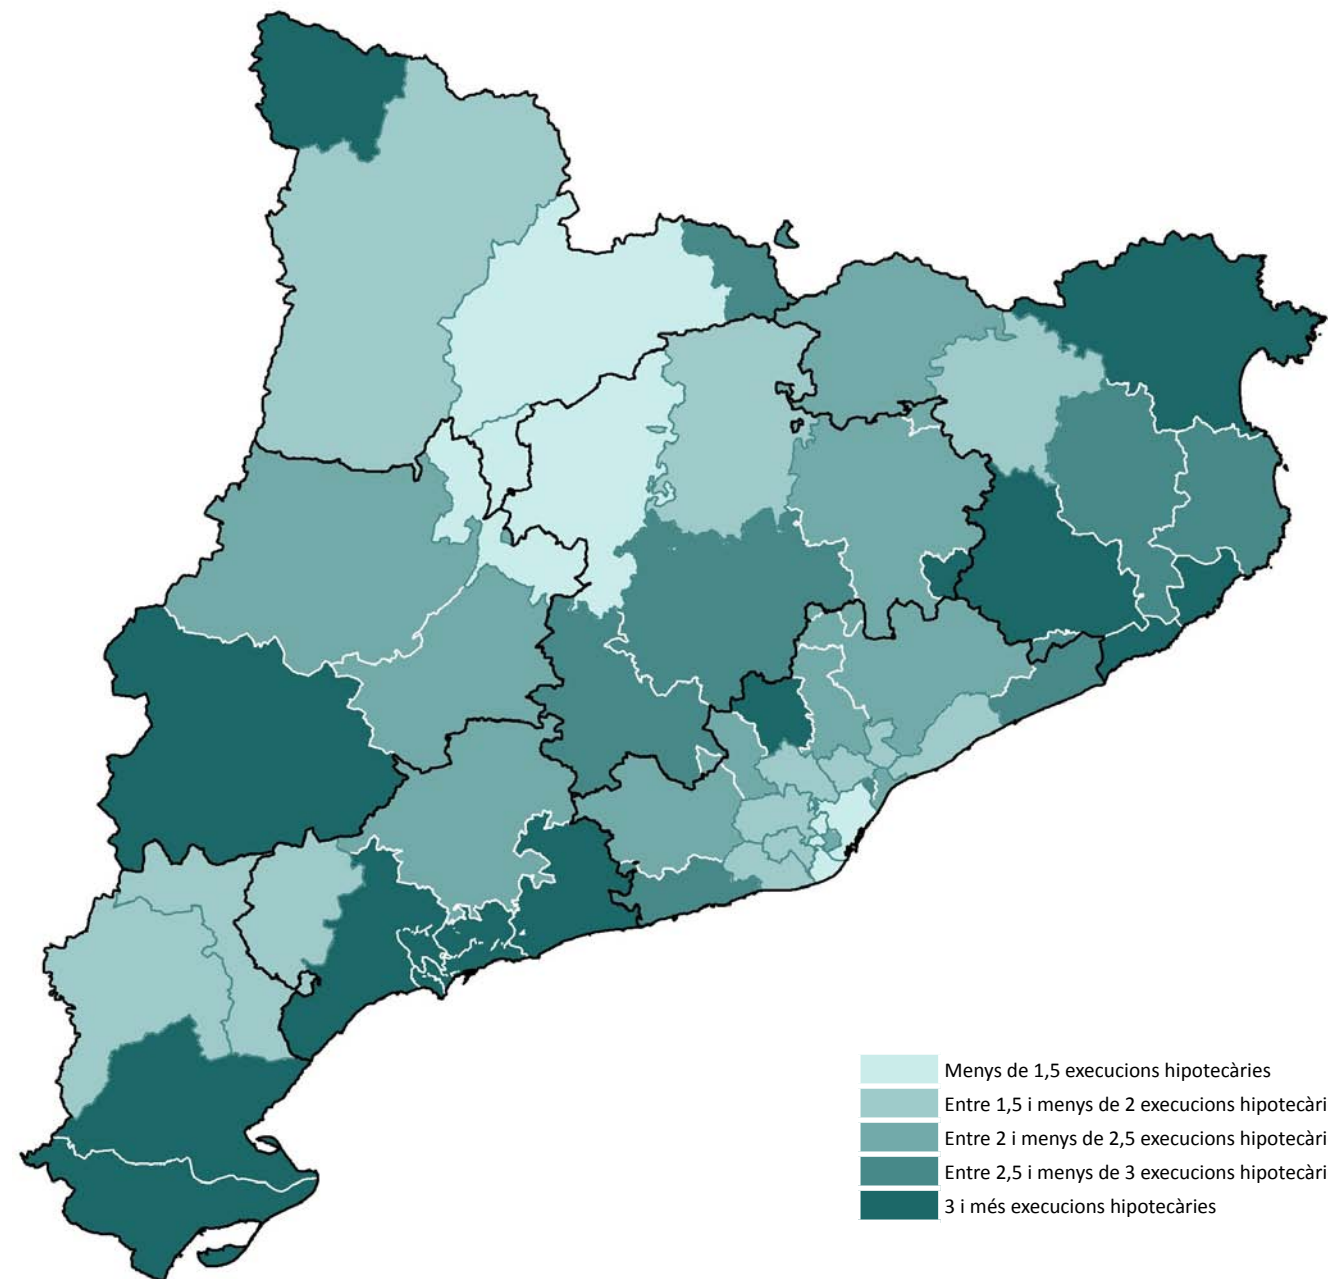 Menys de 1,5 execucions hipotecàries
Entre 1,5 i menys de 2 execucions hipotecàri
Entre 2 i menys de 2,5 execucions hipotecàri
Entre 2,5 i menys de 3 execucions hipotecàri
3 i més execucions hipotecàries